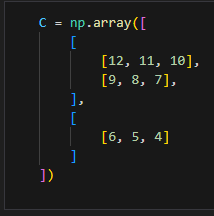 C = np.array([
    [
        [12, 11, 10],
        [9, 8, 7],
    ],
    [
        [6, 5, 4]
    ]
])